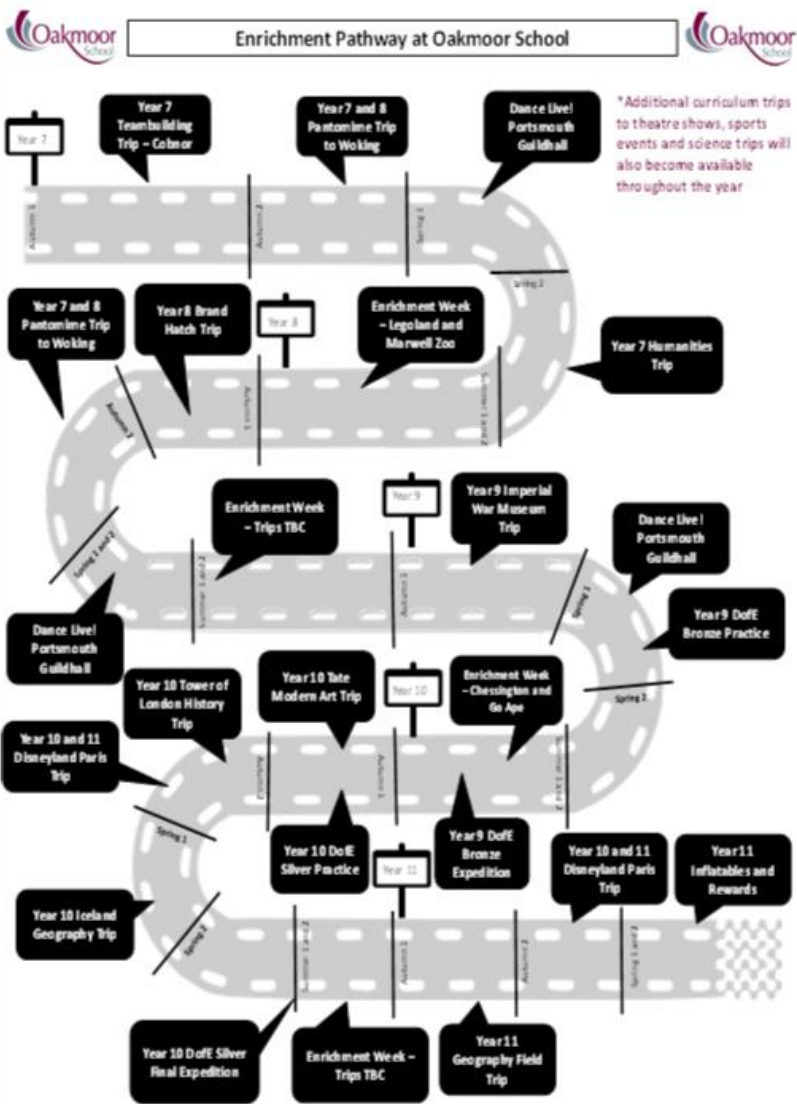 Oakmoor
School
Enrichment Pathway at Oakmoor School
Oakmoor
School
Year 7
Year 7
Teambuilding
Trip – Cobnor
Year 7 and 8
Pantomime Trip
to Woking
Dance Live!
Portsmouth
Guildhall
*Additional curriculum trips
to theatre shows, sports
events and science trips will
also become available
throughout the year
Autumn 1
Autumn 2
Spring 1
Spring 2
Year 7 Humanities
Trip
Summer 1 and 2
Enrichment Week
– Legoland and
Marwell Zoo
Year 8
Autumn 1
Year 8 Brand
Hatch Trip
Autumn 2
Year 7 and 8
Pantomime Trip
to Woking
Spring 1 and 2
Dance Live!
Portsmouth
Guildhall
Summer 1 and 2
Enrichment Week
– Trips TBC
Year 9
Autumn 1
Year 9 Imperial
War Museum
Trip
Spring 1
Dance Live!
Portsmouth
Guildhall
Year 9 DofE
Bronze Practice
Spring 2
Summer 1 and 2
Enrichment Week
– Chessington and
Go Ape
Year 9 DofE
Bronze
Expedition
Year 10
Autumn 1
Year 10 Tate
Modern Art Trip
Year 10 DofE
Silver Practice
Autumn 2
Year 10 Tower of
London History
Trip
Year 10 and 11
Disneyland Paris
Trip
Spring 1
Year 10 Iceland
Geography Trip
Spring 2
Summer 1 and 2
Year 10 DofE Silver
Final Expedition
Enrichment Week –
Trips TBC
Year 11
Autumn 1
Year 11
Geography Field
Trip
Autumn 2
Year 10 and 11
Disneyland Paris
Trip
Spring 1 and 2
Year 11
Inflatables and
Rewards